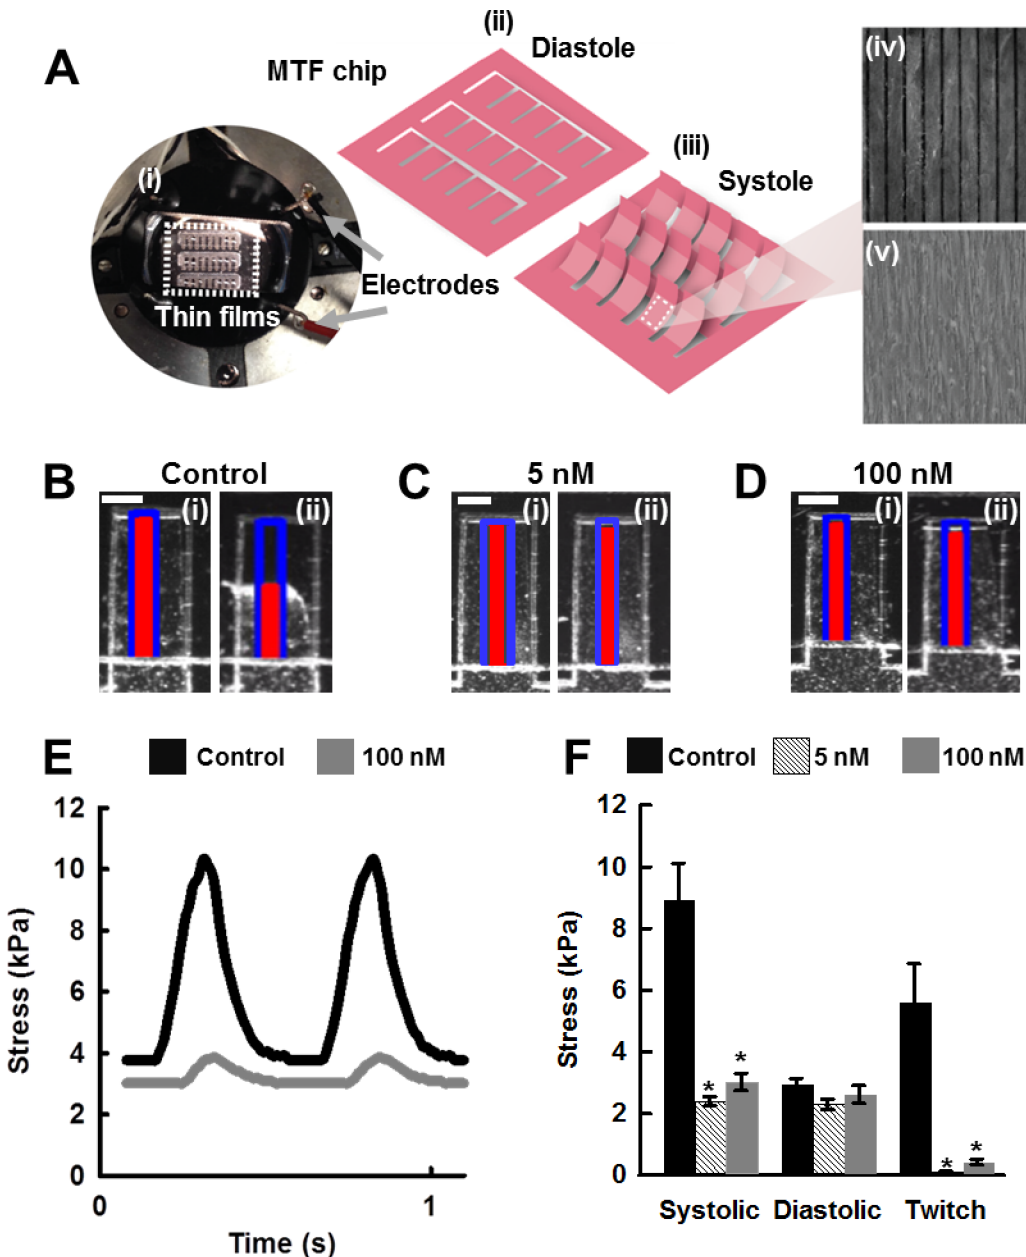 A
MTF chip
(ii)
Diastole
(i)
(iii)
Systole
(iv)
(v)
Electrodes
Thin films
B
Control
(i)
(ii)
C
5 nM
(i)
(ii)
D
100 nM
(i)
(ii)
E
Control
100 nM
Stress (kPa)
12
10
8
6
4
2
0
0
1
Time (s)
F
Control
5 nM
100 nM
Stress (kPa)
12
10
8
6
4
2
0
*
*
*
*
Systolic
Diastolic
Twitch